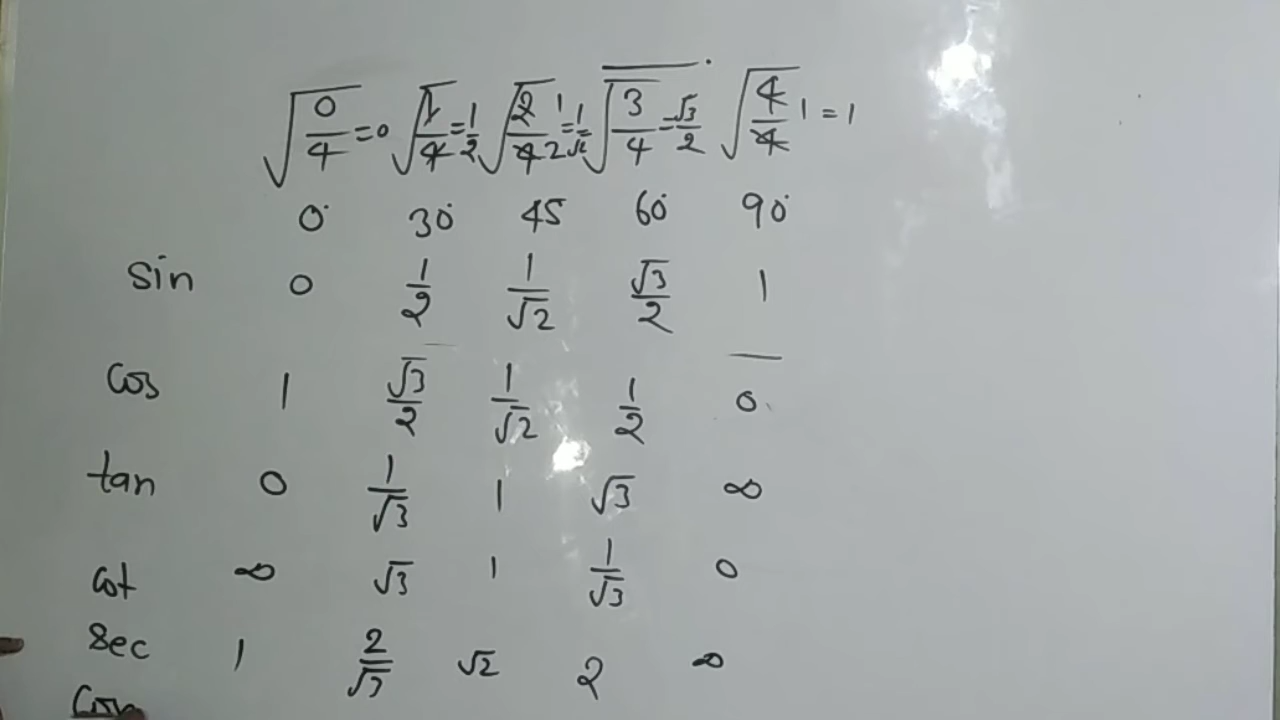 √0/4 = 0 √1/4 = 1/2 √2/4 1 2 = 1/√2 √3/4 = √3/2 √4/4 1 = 1
0° 30° 45 60° 90°
sin 0 1/2 1/√2 √3/2 1
cos 1 √3/2 1/√2 1/2 0
tan 0 1/√3 1 √3 ∞
cot ∞ √3 1 1/√3 0
sec 1 2/√3 √2 2 ∞